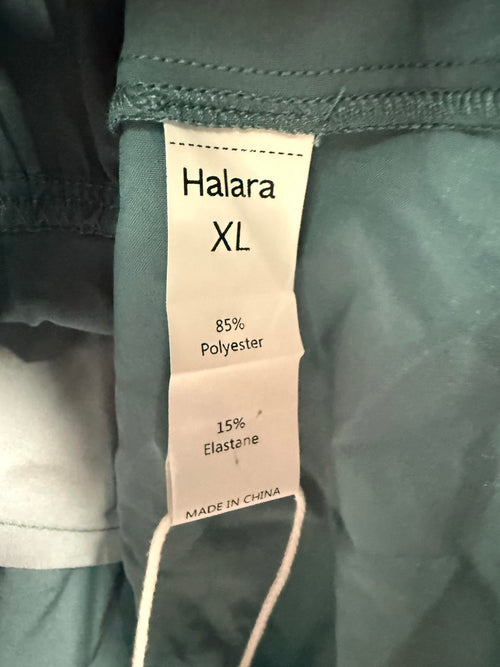 Halara
XL
85%
Polyester
15%
Elastane
MADE IN CHINA